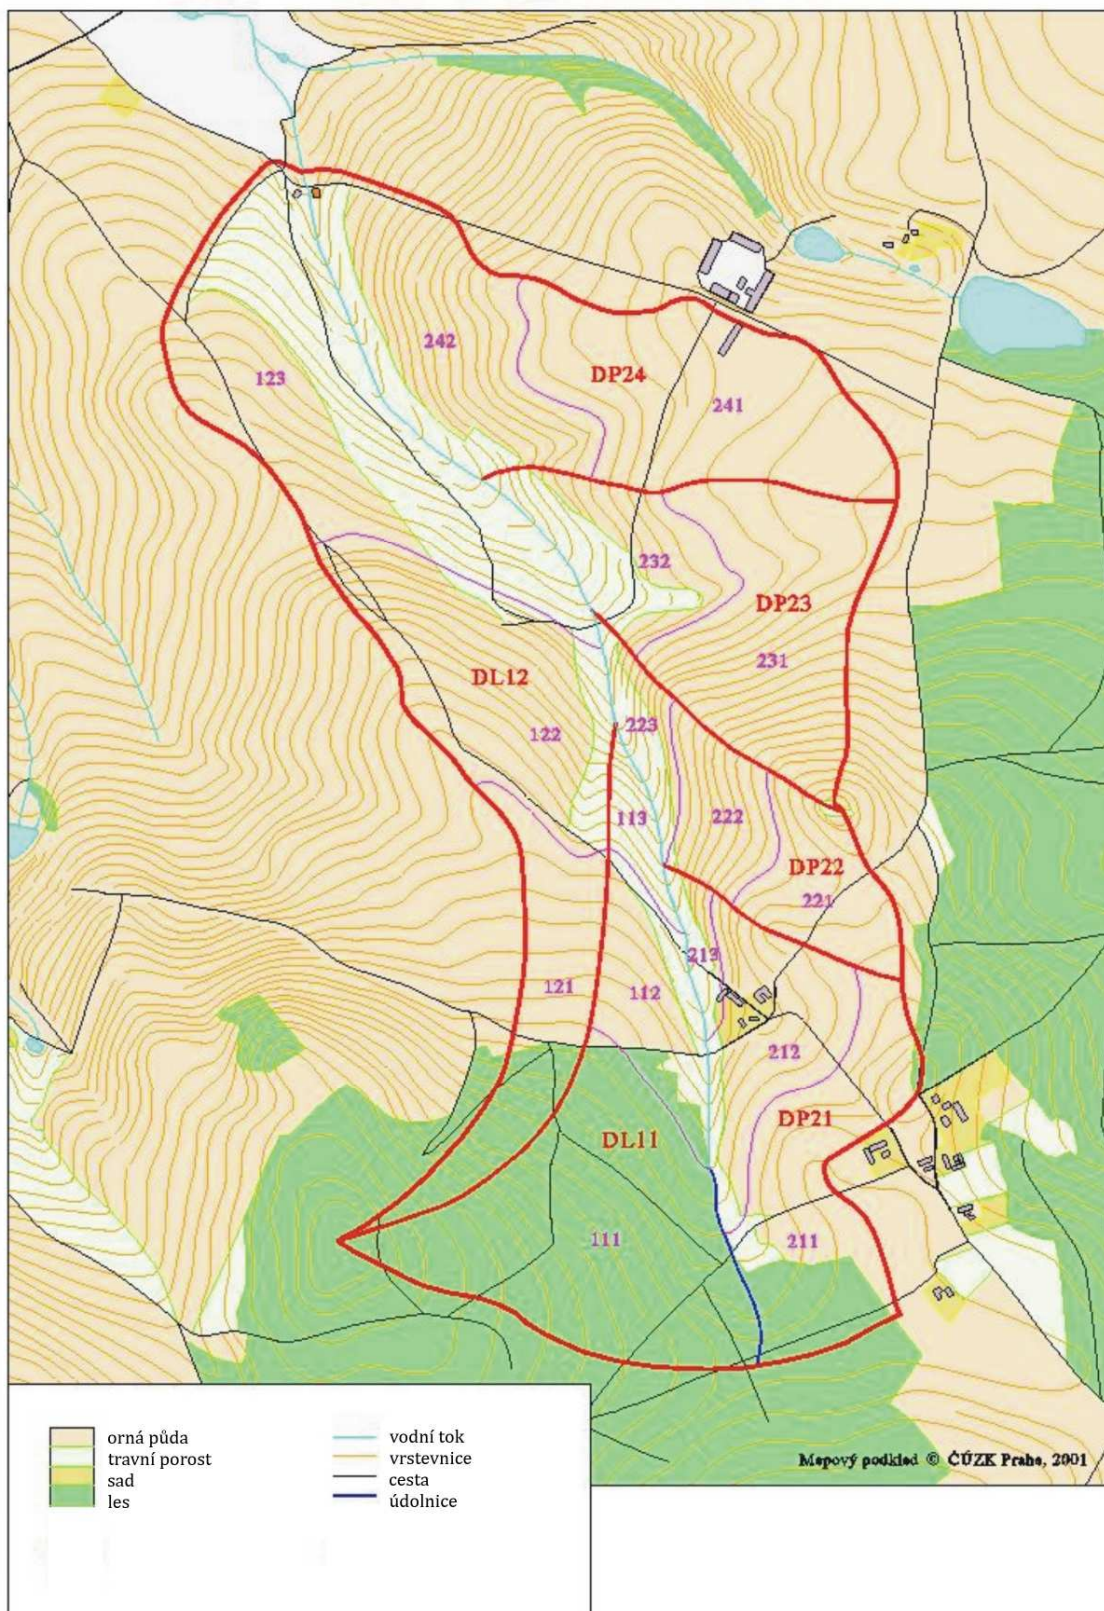 242
DP24
123
241
232
DP23
231
DL12
223
122
113
222
DP22
221
213
121
112
212
DP21
DL11
111
211
Mapový podklad © ČÚZK Praha, 2001
orná půda
travní porost
sad
les
vodní tok
vrstevnice
cesta
údolnice